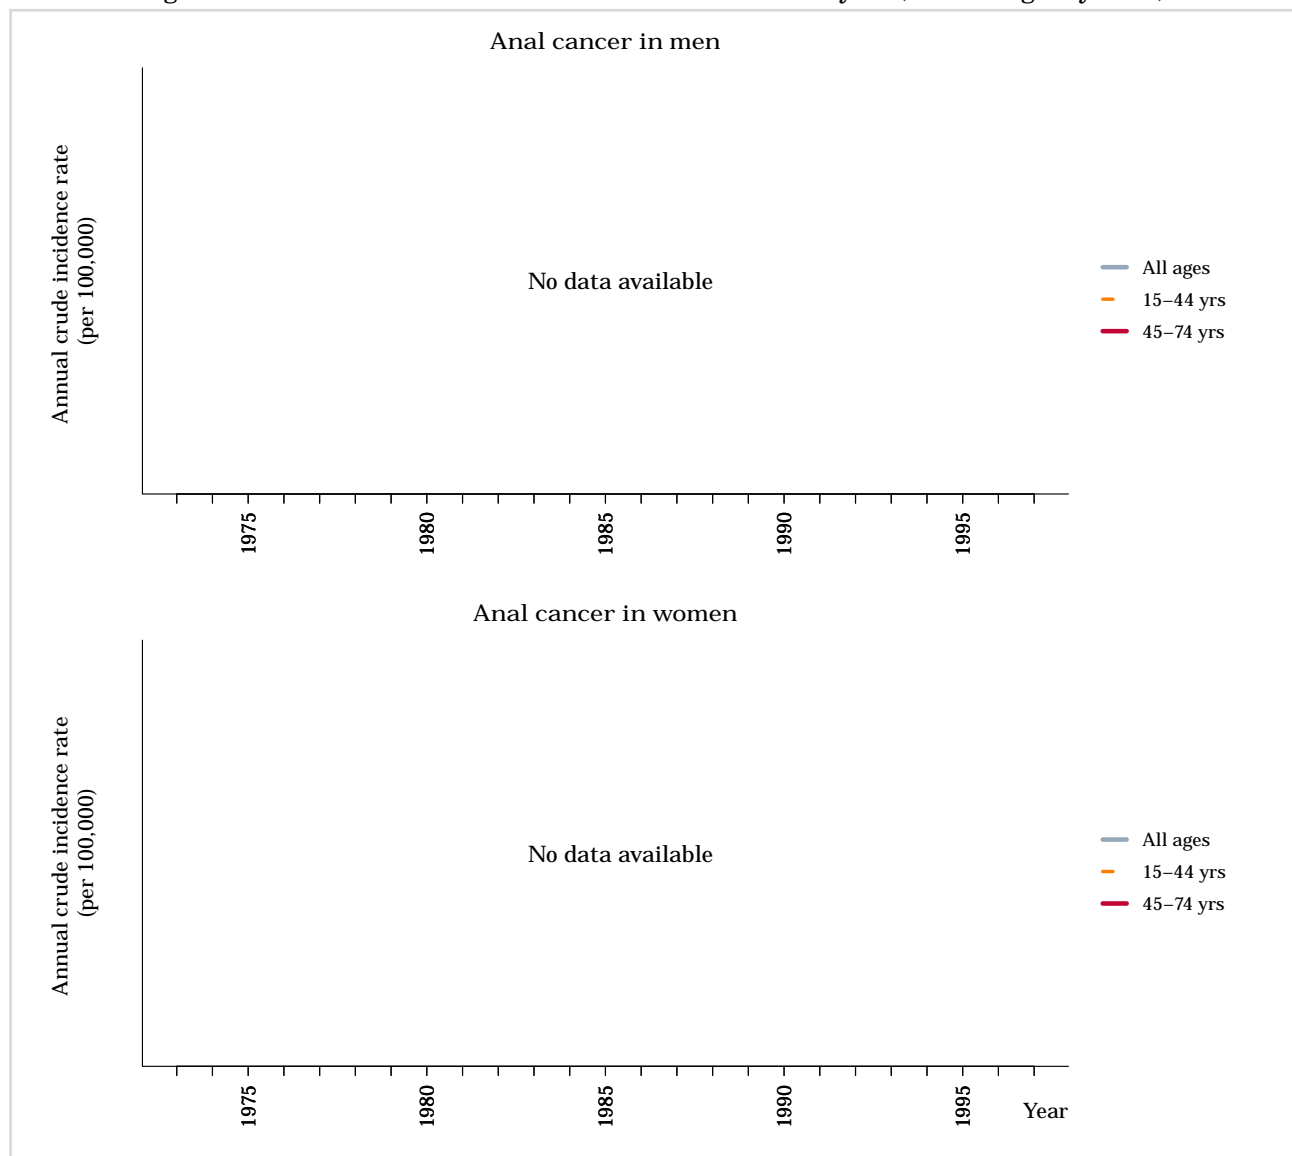 Anal cancer in men
Annual crude incidence rate
(per 100,000)
No data available
All ages
15–44 yrs
45–74 yrs
1975
1980
1985
1990
1995
Anal cancer in women
Annual crude incidence rate
(per 100,000)
No data available
All ages
15–44 yrs
45–74 yrs
1975
1980
1985
1990
1995
Year